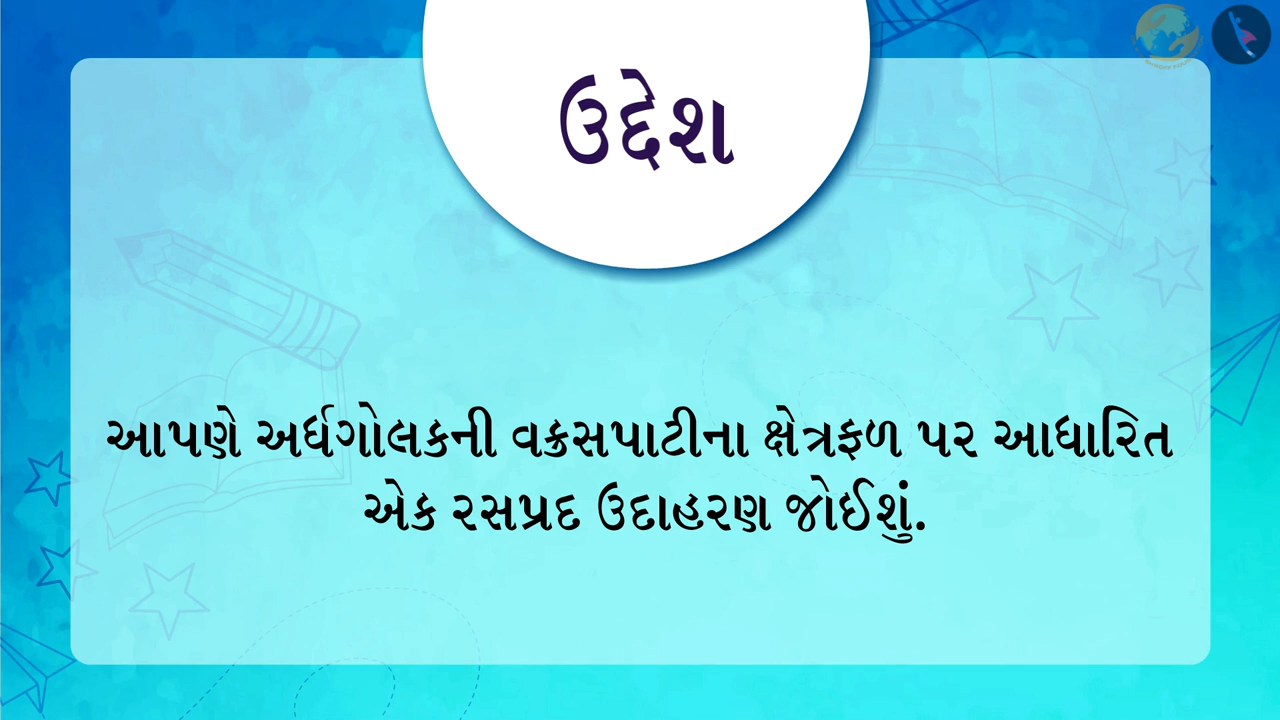 ઉદ્દેશ
આપણે અર્ધગોલકની વક્રસપાટીના ક્ષેત્રફળ પર આધારિત
એક રસપ્રદ ઉદાહરણ જોઈશું.